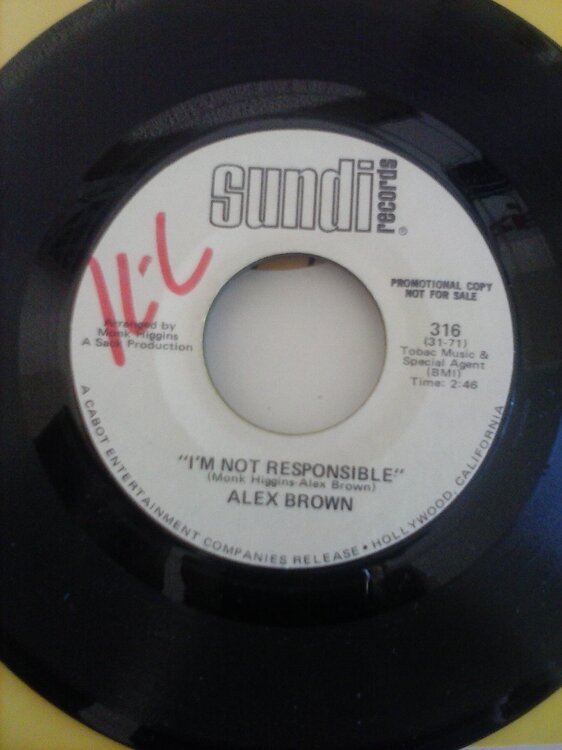 sundi records®
PROMOTIONAL COPY
NOT FOR SALE
Arranged by
Monk Higgins
A Sack Production
316
(31-71)
Tobac Music &
Special Agent
(BMI)
Time: 2:46
"I'M NOT RESPONSIBLE"
(Monk Higgins-Alex Brown)
ALEX BROWN
A CABOT ENTERTAINMENT COMPANIES RELEASE • HOLLYWOOD, CALIFORNIA